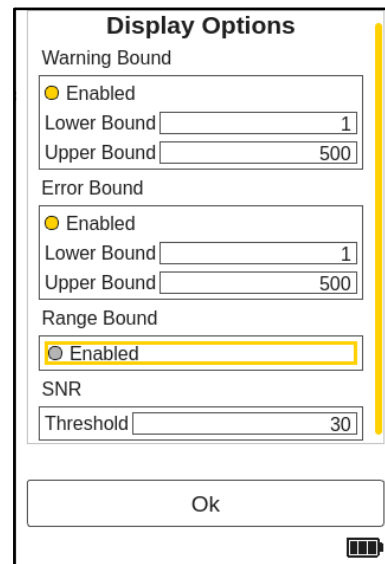 Display Options
Warning Bound
Enabled
Lower Bound 1
Upper Bound 500
Error Bound
Enabled
Lower Bound 1
Upper Bound 500
Range Bound
Enabled
SNR
Threshold 30
Ok